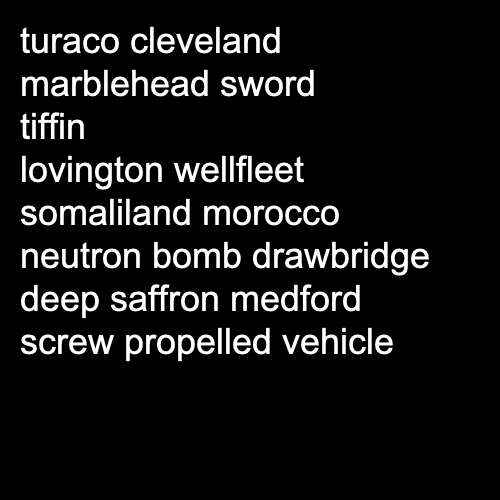 turaco cleveland
marblehead sword
tiffin
lovington wellfleet
somaliland morocco
neutron bomb drawbridge
deep saffron medford
screw propelled vehicle